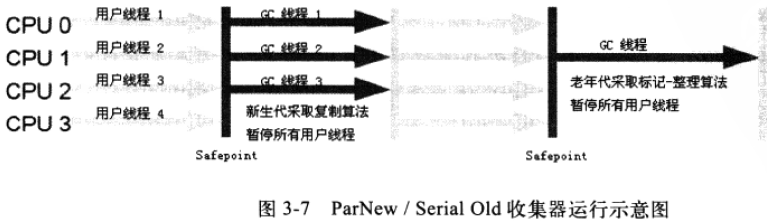 CPU 0 用户线程 1 GC 线程 1
CPU 1 用户线程 2 GC 线程 2 GC 线程
CPU 2 用户线程 3 GC 线程 3 老年代采取标记-整理算法
CPU 3 用户线程 4 新生代采取复制算法 暂停所有用户线程
暂停所有用户线程
Safepoint Safepoint
图 3-7 ParNew / Serial Old 收集器运行示意图